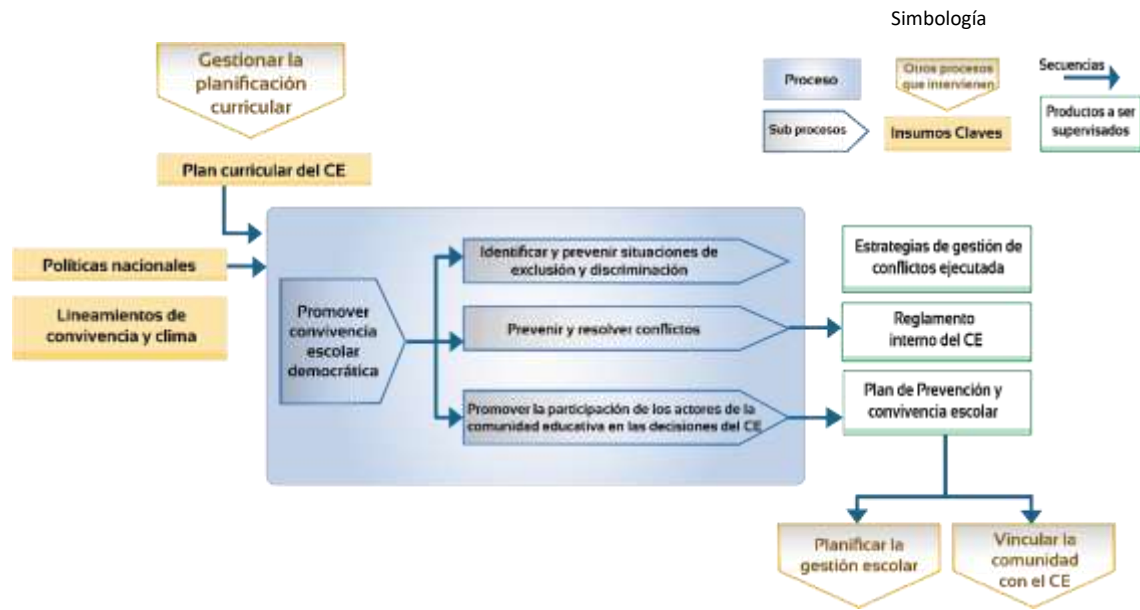 Simbología
Gestionar la
planificación
curricular
Proceso
Otros procesos
que intervienen
Secuencias
Sub procesos
Insumos Claves
Productos a ser
supervisados
Plan curricular del CE
Políticas nacionales
Lineamientos de
convivencia y clima
Promover
convivencia
escolar
democrática
Identificar y prevenir situaciones de
exclusión y discriminación
Prevenir y resolver conflictos
Promover la participación de los actores de la
comunidad educativa en las decisiones del CE
Estrategias de gestión de
conflictos ejecutada
Reglamento
interno del CE
Plan de Prevención y
convivencia escolar
Planificar la
gestión escolar
Vincular la
comunidad
con el CE